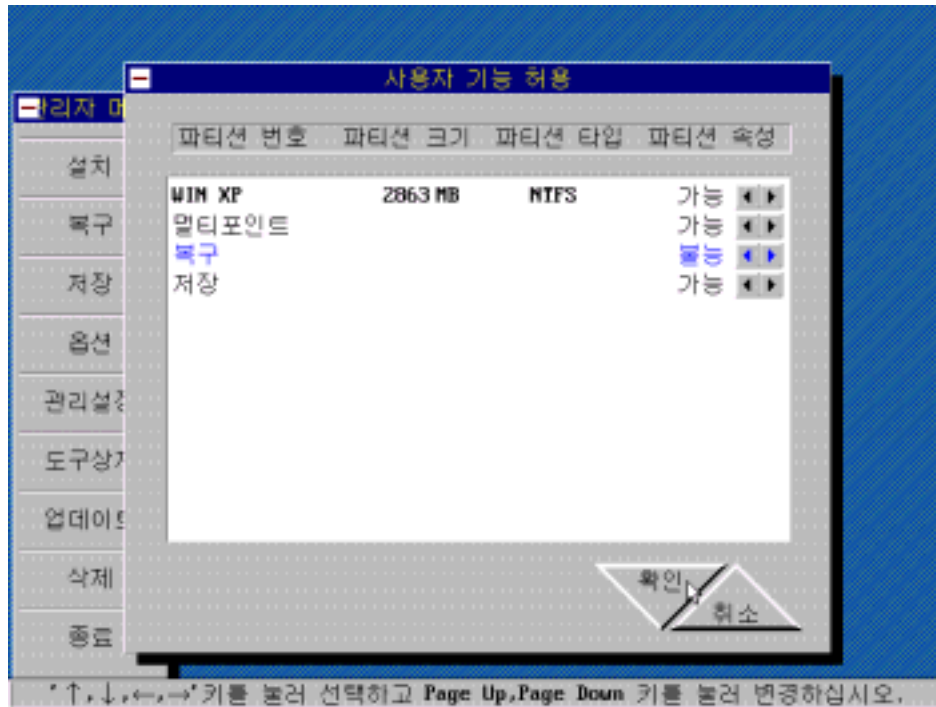 사용자 기능 허용
관리자 메
파티션 번호 파티션 크기 파티션 타입 파티션 속성
WIN XP 2863 MB NTFS 가능
멀티포인트 가능
복구 불능
저장 가능
설치
복구
저장
옵션
관리설정
도구상자
업데이트
삭제
종료
확인
취소
'↑,↓,←,→'키를 눌러 선택하고 Page Up,Page Down 키를 눌러 변경하십시오.